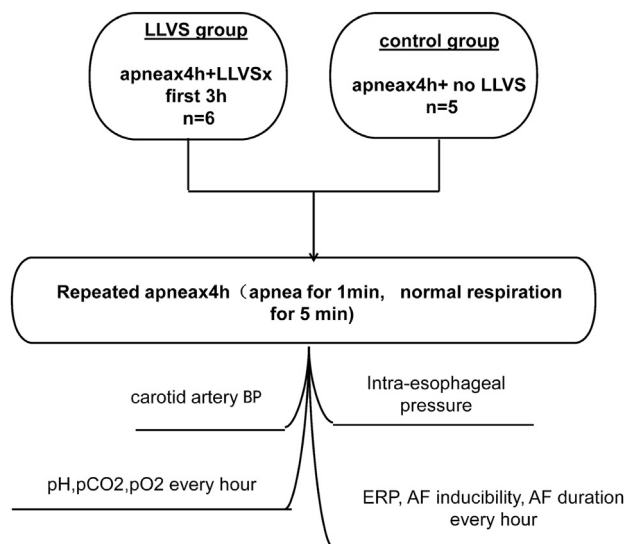 LLVS group
apneax4h+LLVSx
first 3h
n=6
control group
apneax4h+ no LLVS
n=5
Repeated apneax4h（apnea for 1min, normal respiration
for 5 min)
carotid artery BP
Intra-esophageal
pressure
pH,pCO2,pO2 every hour
ERP, AF inducibility, AF duration
every hour